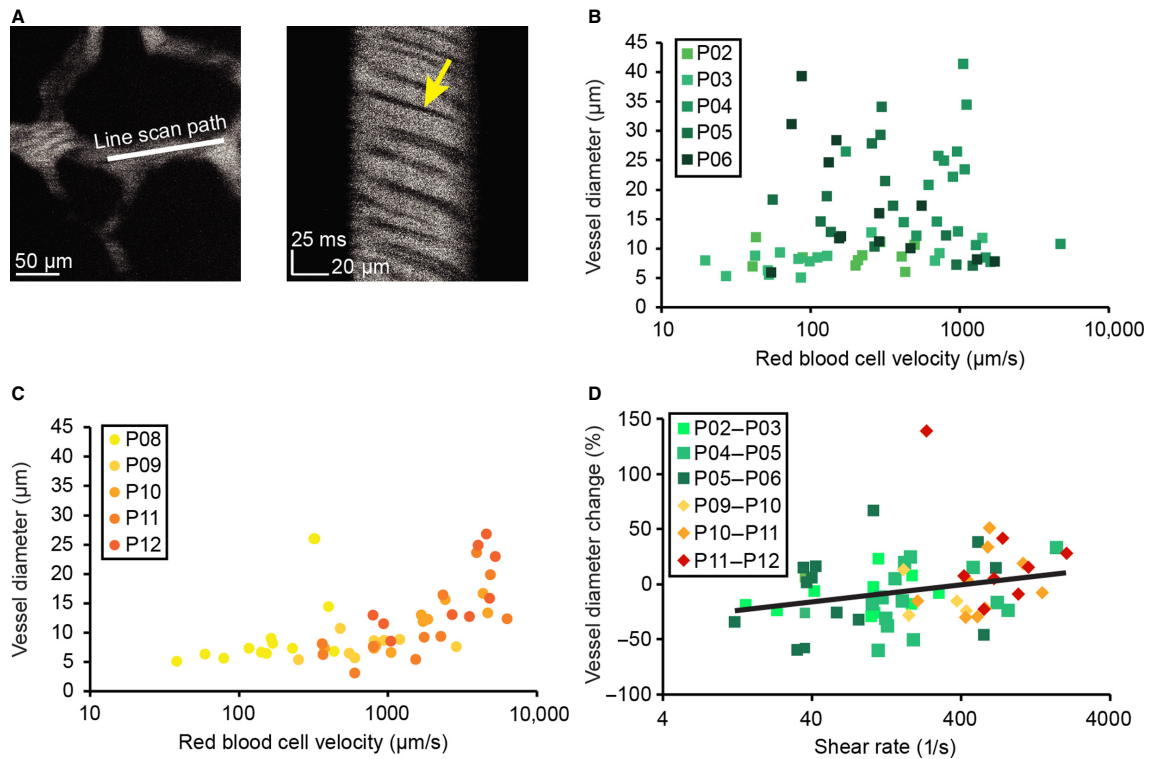 A
Line scan path
50 µm
25 ms
20 µm
B
Vessel diameter (µm)
45
40
35
30
25
20
15
10
5
0
10
100
1000
10,000
Red blood cell velocity (µm/s)
P02
P03
P04
P05
P06
C
Vessel diameter (µm)
45
40
35
30
25
20
15
10
5
0
10
100
1000
10,000
Red blood cell velocity (µm/s)
P08
P09
P10
P11
P12
D
Vessel diameter change (%)
150
100
50
0
−50
−100
4
40
400
4000
Shear rate (1/s)
P02–P03
P04–P05
P05–P06
P09–P10
P10–P11
P11–P12